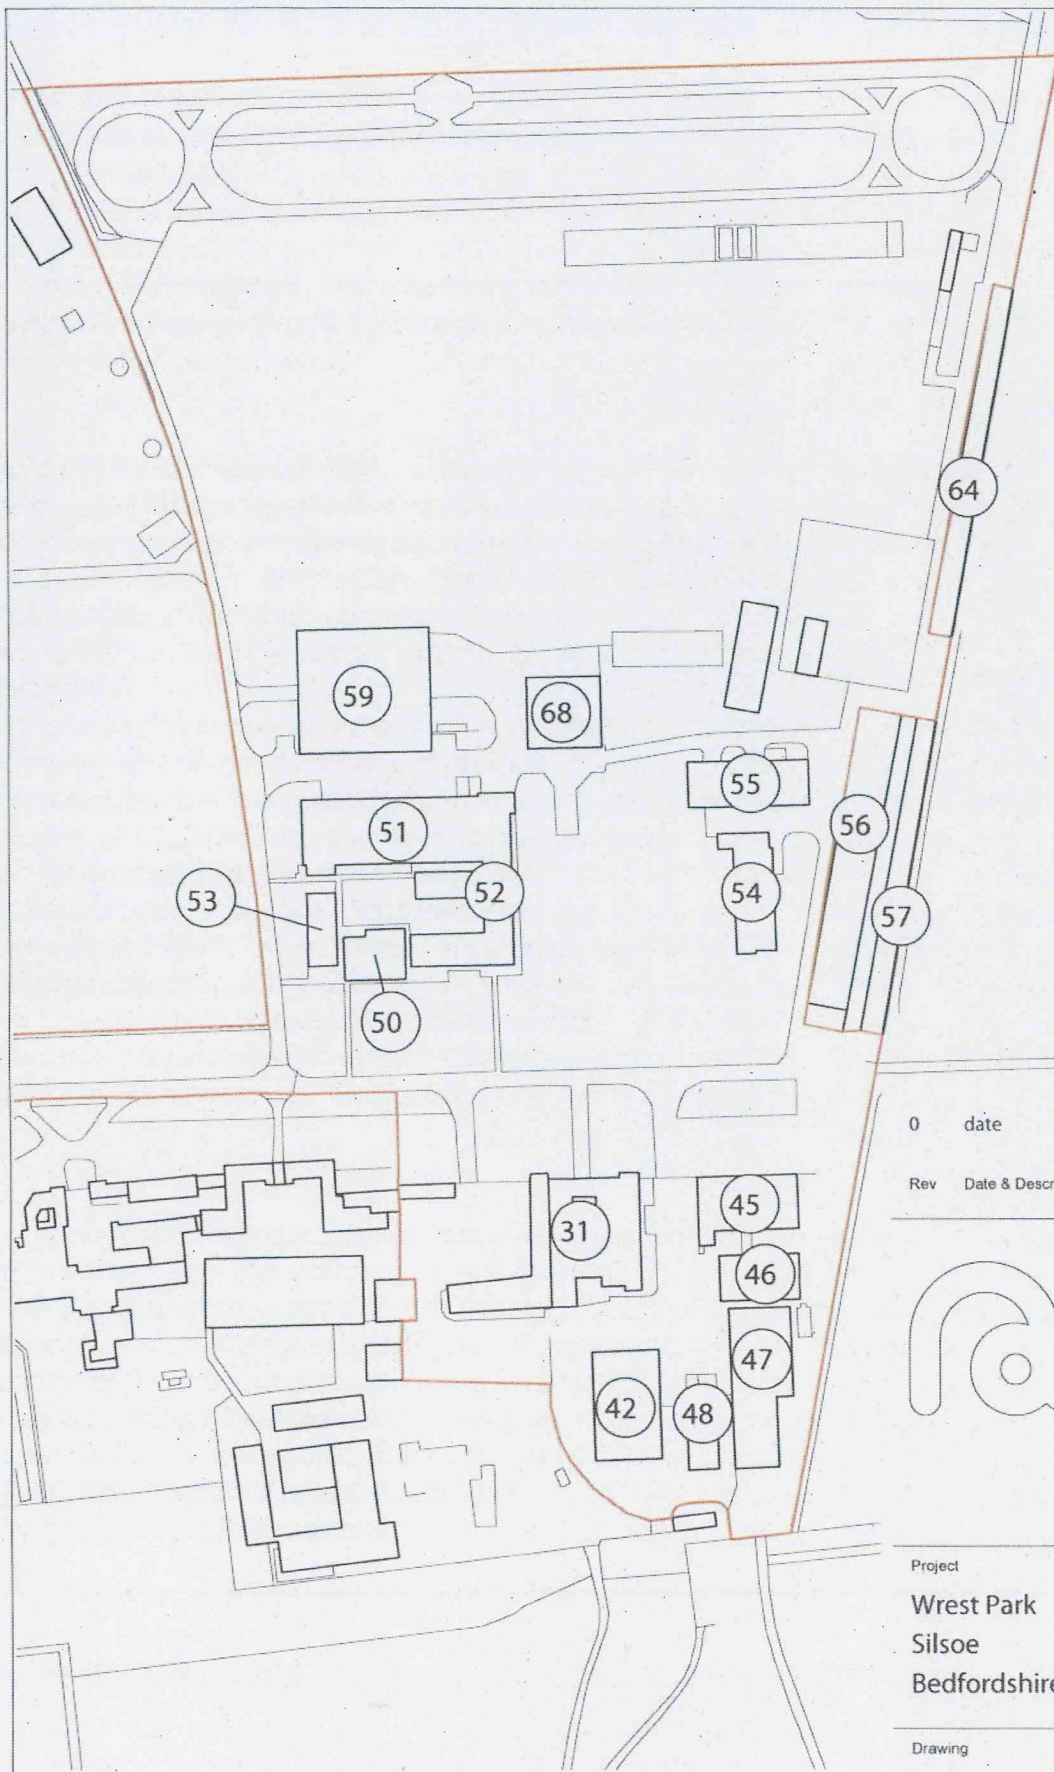 64
59
68
55
51
56
53
52
54
57
50
0 date
Rev Date & Descr
45
31
46
47
42
48
Project
Wrest Park
Silsoe
Bedfordshire
Drawing